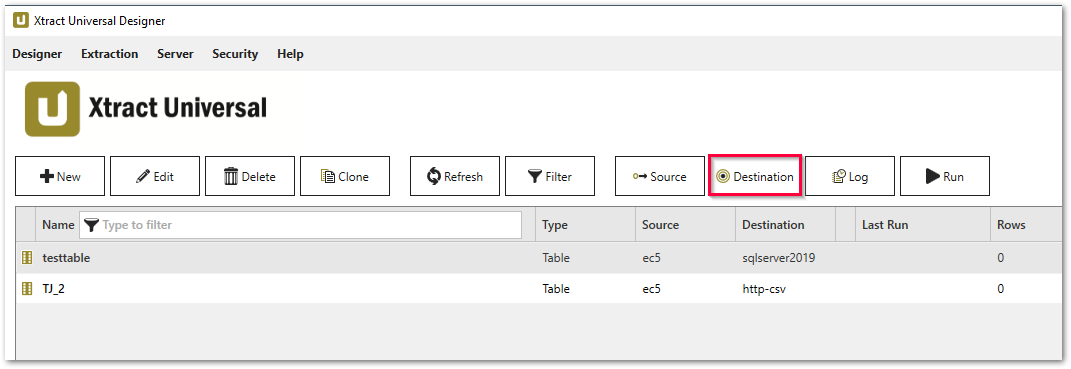 Xtract Universal Designer
Designer Extraction Server Security Help
Xtract Universal
New Edit Delete Clone Refresh Filter Source Destination Log Run
Name Type to filter Type Source Destination Last Run Rows
testtable Table ec5 sqlserver2019 0
TJ_2 Table ec5 http-csv 0